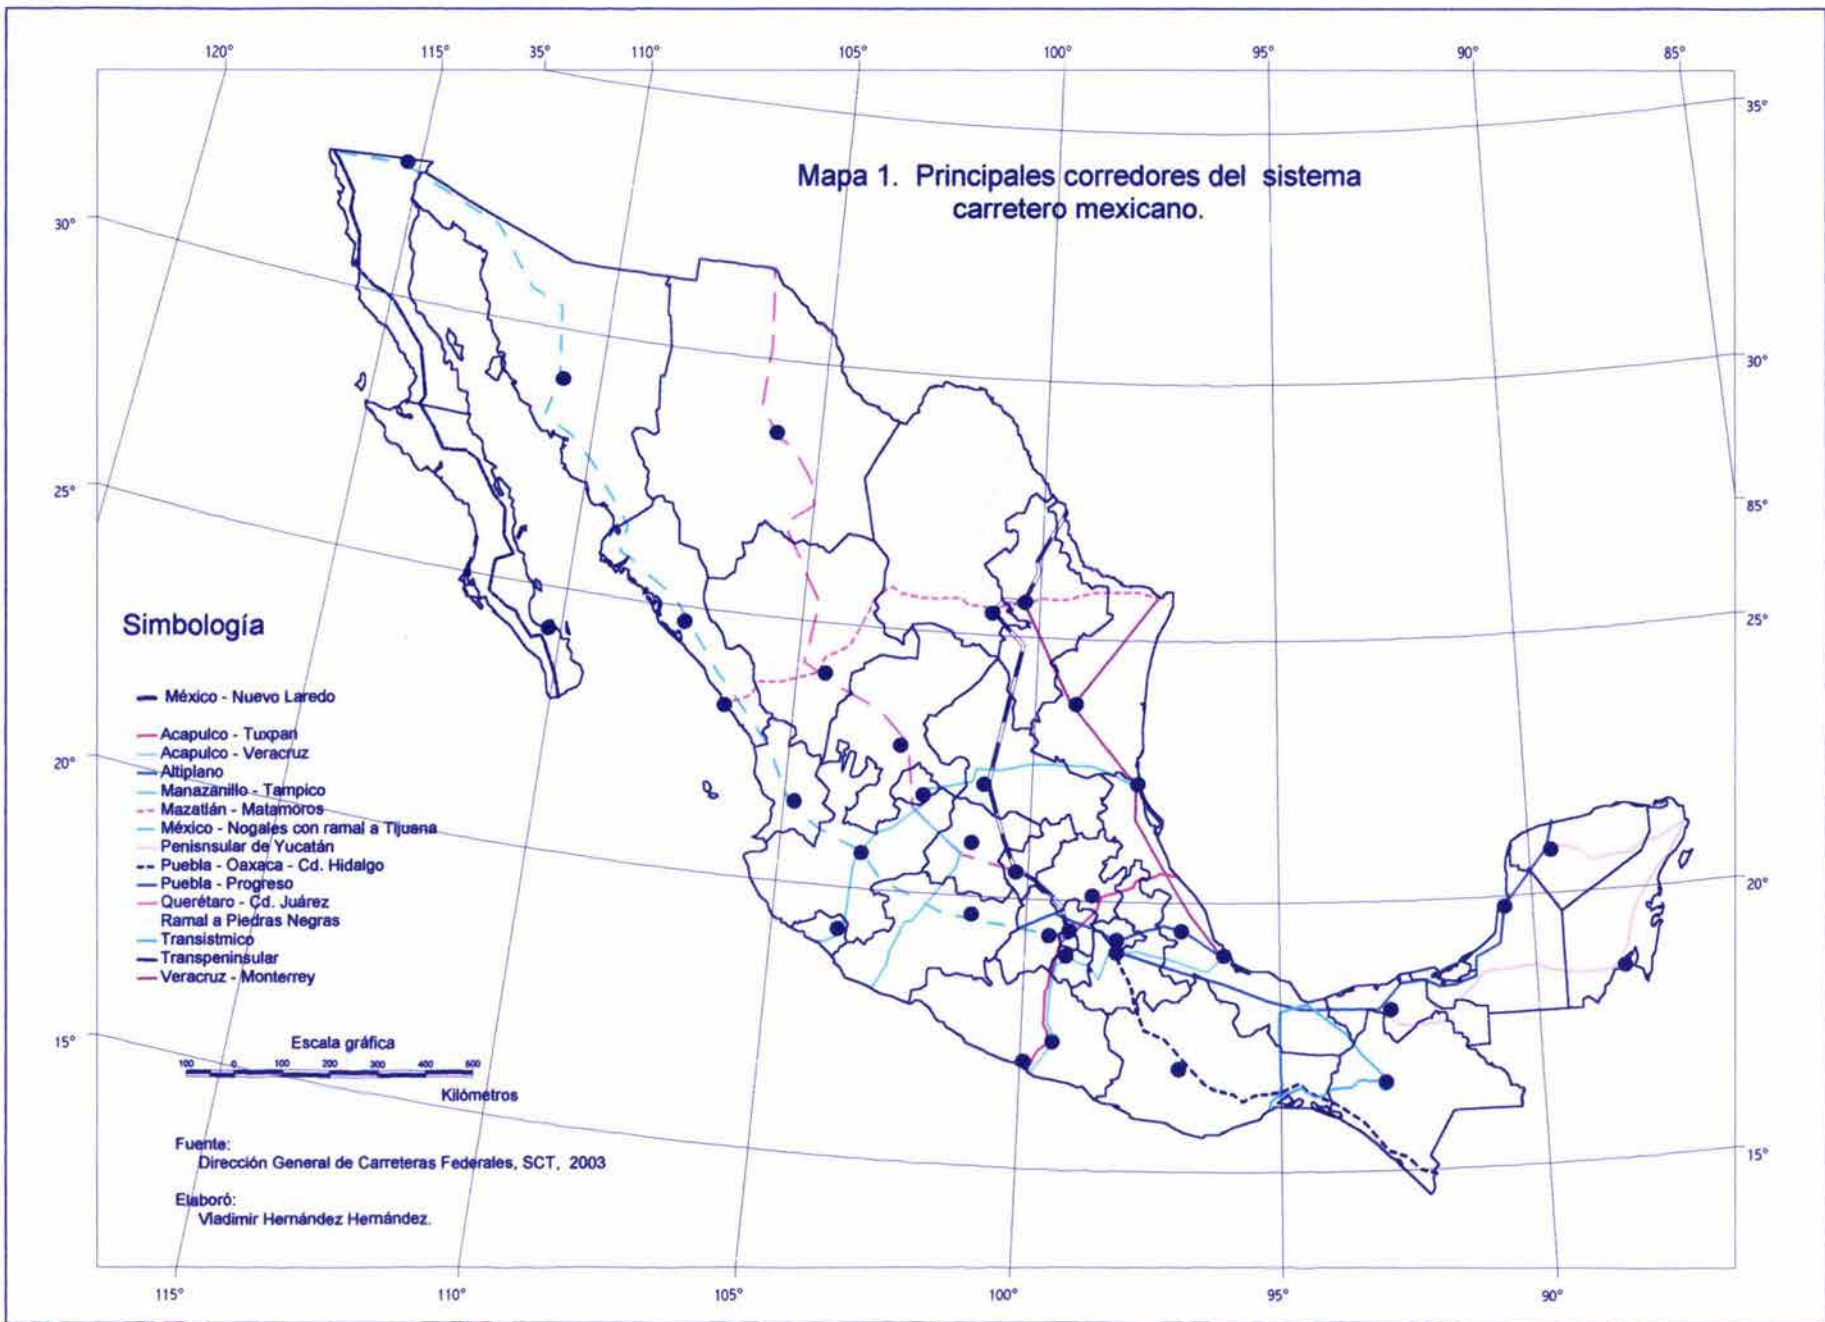 120° 115° 35° 110° 105° 100° 95° 90° 85°
35°
Mapa 1. Principales corredores del sistema
carretero mexicano.
30°
30°
25°
85°
25°
Simbología
México - Nuevo Laredo
Acapulco - Tuxpan
Acapulco - Veracruz
Altiplano
Manazanillo - Tampico
Mazatlán - Matamoros
México - Nogales con ramal a Tijuana
Penisnsular de Yucatán
Puebla - Oaxaca - Cd. Hidalgo
Puebla - Progreso
Querétaro - Cd. Juárez
Ramal a Piedras Negras
Transistmico
Transpeninsular
Veracruz - Monterrey
20°
20°
15°
Escala gráfica
100 0 100 200 300 400 500
Kilómetros
15°
Fuente:
Dirección General de Carreteras Federales, SCT, 2003
Elaboró:
Vladimir Hernández Hernández.
115° 110° 105° 100° 95° 90°